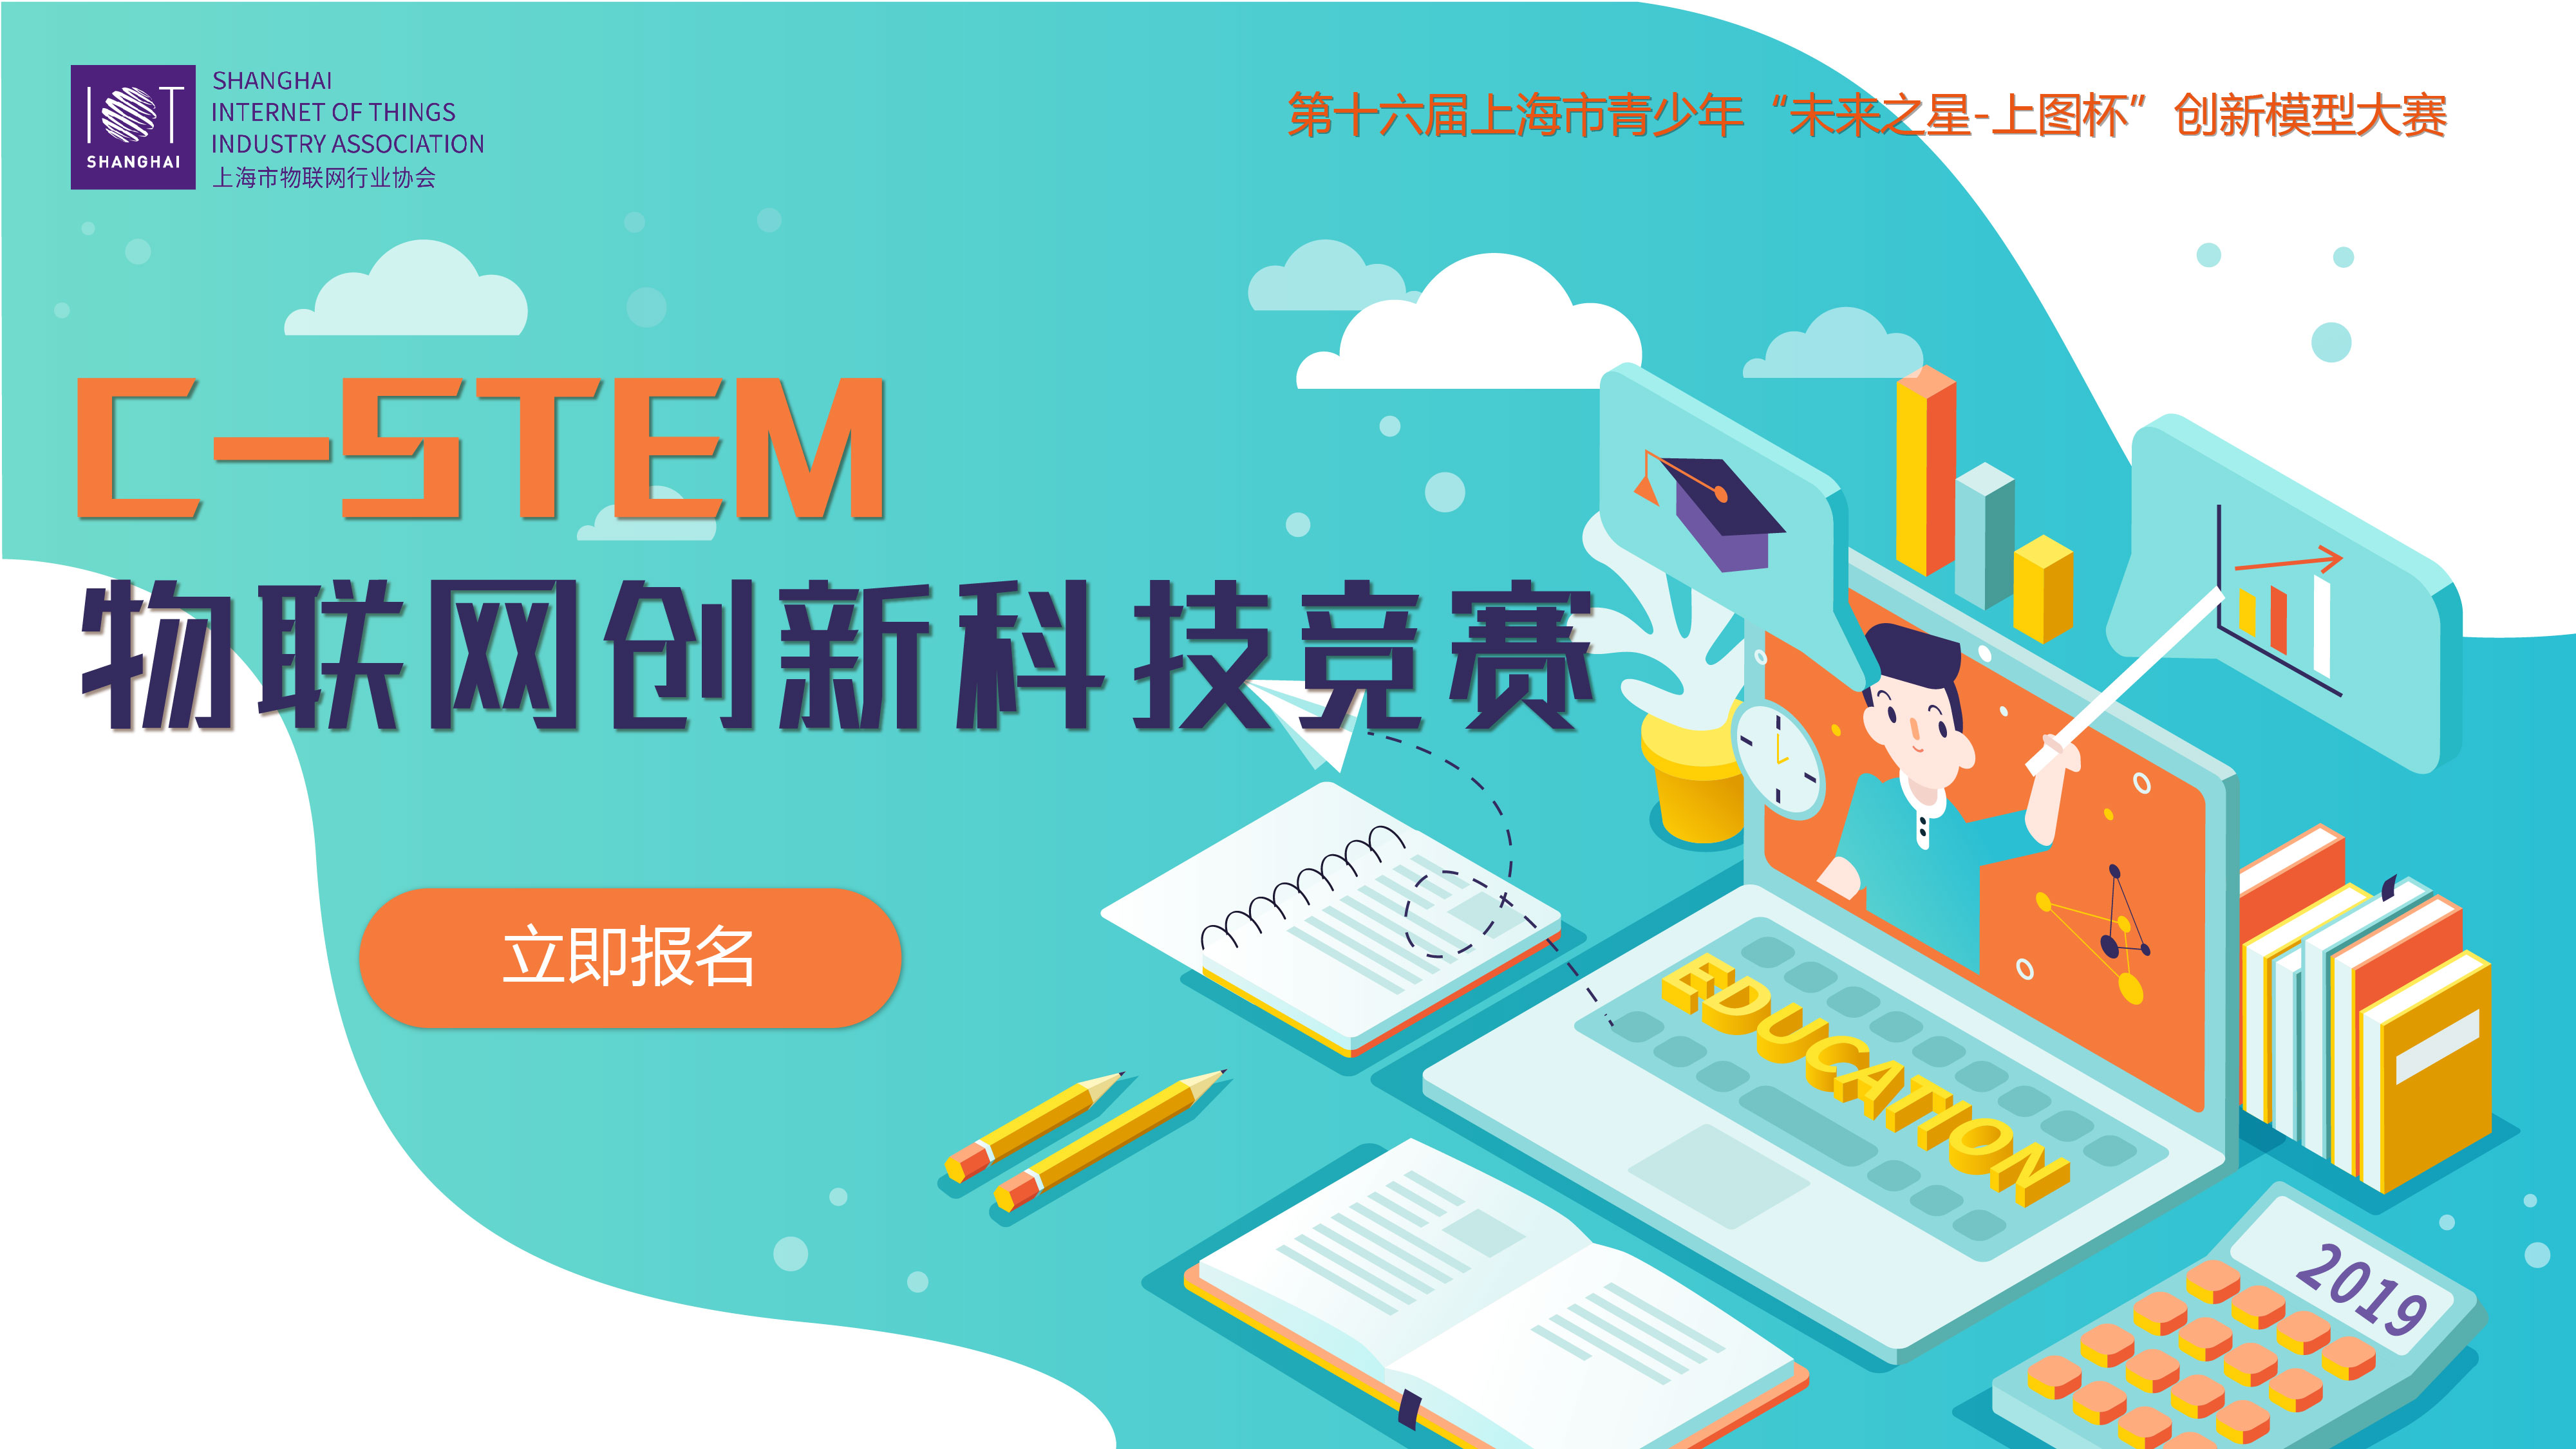 IOT
SHANGHAI
SHANGHAI
INTERNET OF THINGS
INDUSTRY ASSOCIATION
上海市物联网行业协会
第十六届上海市青少年“未来之星-上图杯”创新模型大赛
C-STEM
物联网创新科技竞赛
立即报名
EDUCATION
2019